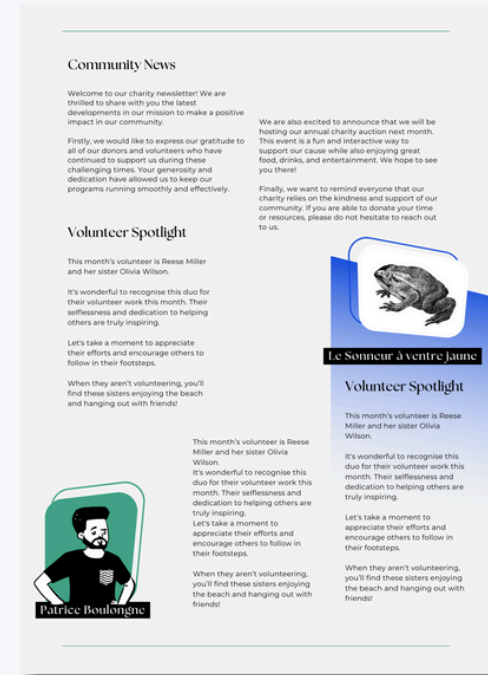 Community News
Welcome to our charity newsletter! We are
thrilled to share with you the latest
developments in our mission to make a positive
impact in our community.
Firstly, we would like to express our gratitude to
all of our donors and volunteers who have
continued to support us during these
challenging times. Your generosity and
dedication have allowed us to keep our
programs running smoothly and effectively.
We are also excited to announce that we will be
hosting our annual charity auction next month.
This event is a fun and interactive way to
support our cause while also enjoying great
food, drinks, and entertainment. We hope to see
you there!
Finally, we want to remind everyone that our
charity relies on the kindness and support of our
community. If you are able to donate your time
or resources, please do not hesitate to reach out
to us.
Volunteer Spotlight
This month's volunteer is Reese Miller
and her sister Olivia Wilson.
It's wonderful to recognise this duo for
their volunteer work this month. Their
selflessness and dedication to helping
others are truly inspiring.
Let's take a moment to appreciate
their efforts and encourage others to
follow in their footsteps.
When they aren't volunteering, you'll
find these sisters enjoying the beach
and hanging out with friends!
Le Sonneur à ventre jaune
Volunteer Spotlight
This month's volunteer is Reese
Miller and her sister Olivia
Wilson.
It's wonderful to recognise this
duo for their volunteer work this
month. Their selflessness and
dedication to helping others are
truly inspiring.
Let's take a moment to
appreciate their efforts and
encourage others to follow in
their footsteps.
When they aren't volunteering,
you'll find these sisters enjoying
the beach and hanging out with
friends!
This month's volunteer is Reese
Miller and her sister Olivia
Wilson.
It's wonderful to recognise this
duo for their volunteer work this
month. Their selflessness and
dedication to helping others are
truly inspiring.
Let's take a moment to
appreciate their efforts and
encourage others to follow in
their footsteps.
When they aren't volunteering,
you'll find these sisters enjoying
the beach and hanging out with
friends!
Patrice Boulongne